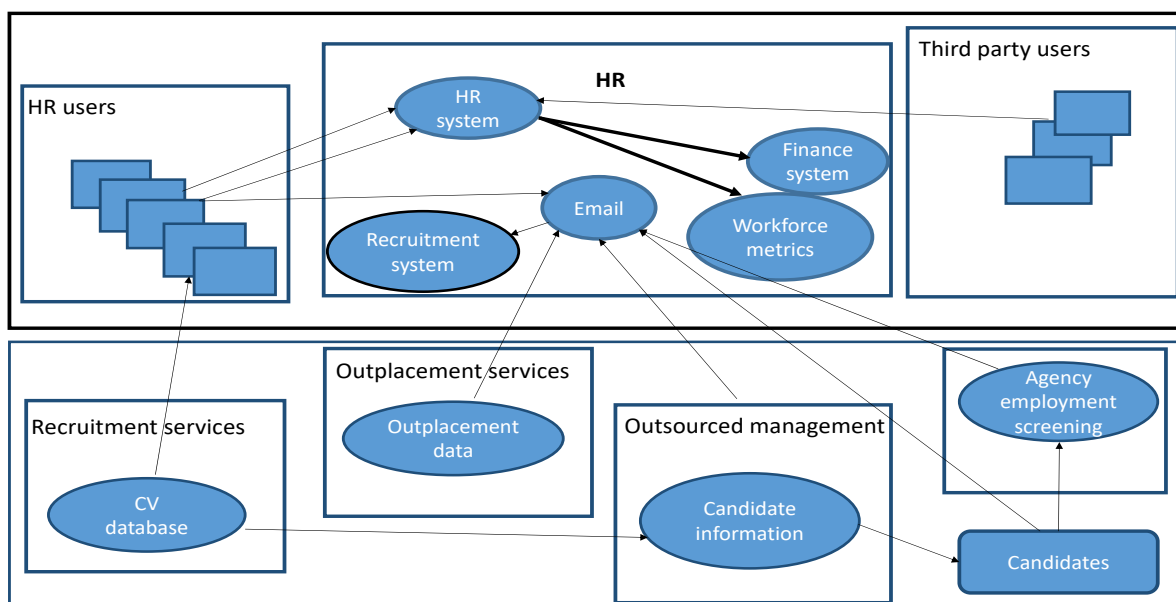 HR users
HR
HR
system
Finance
system
Email
Recruitment
system
Workforce
metrics
Third party users
Recruitment services
CV
database
Outplacement services
Outplacement
data
Outsourced management
Candidate
information
Agency
employment
screening
Candidates